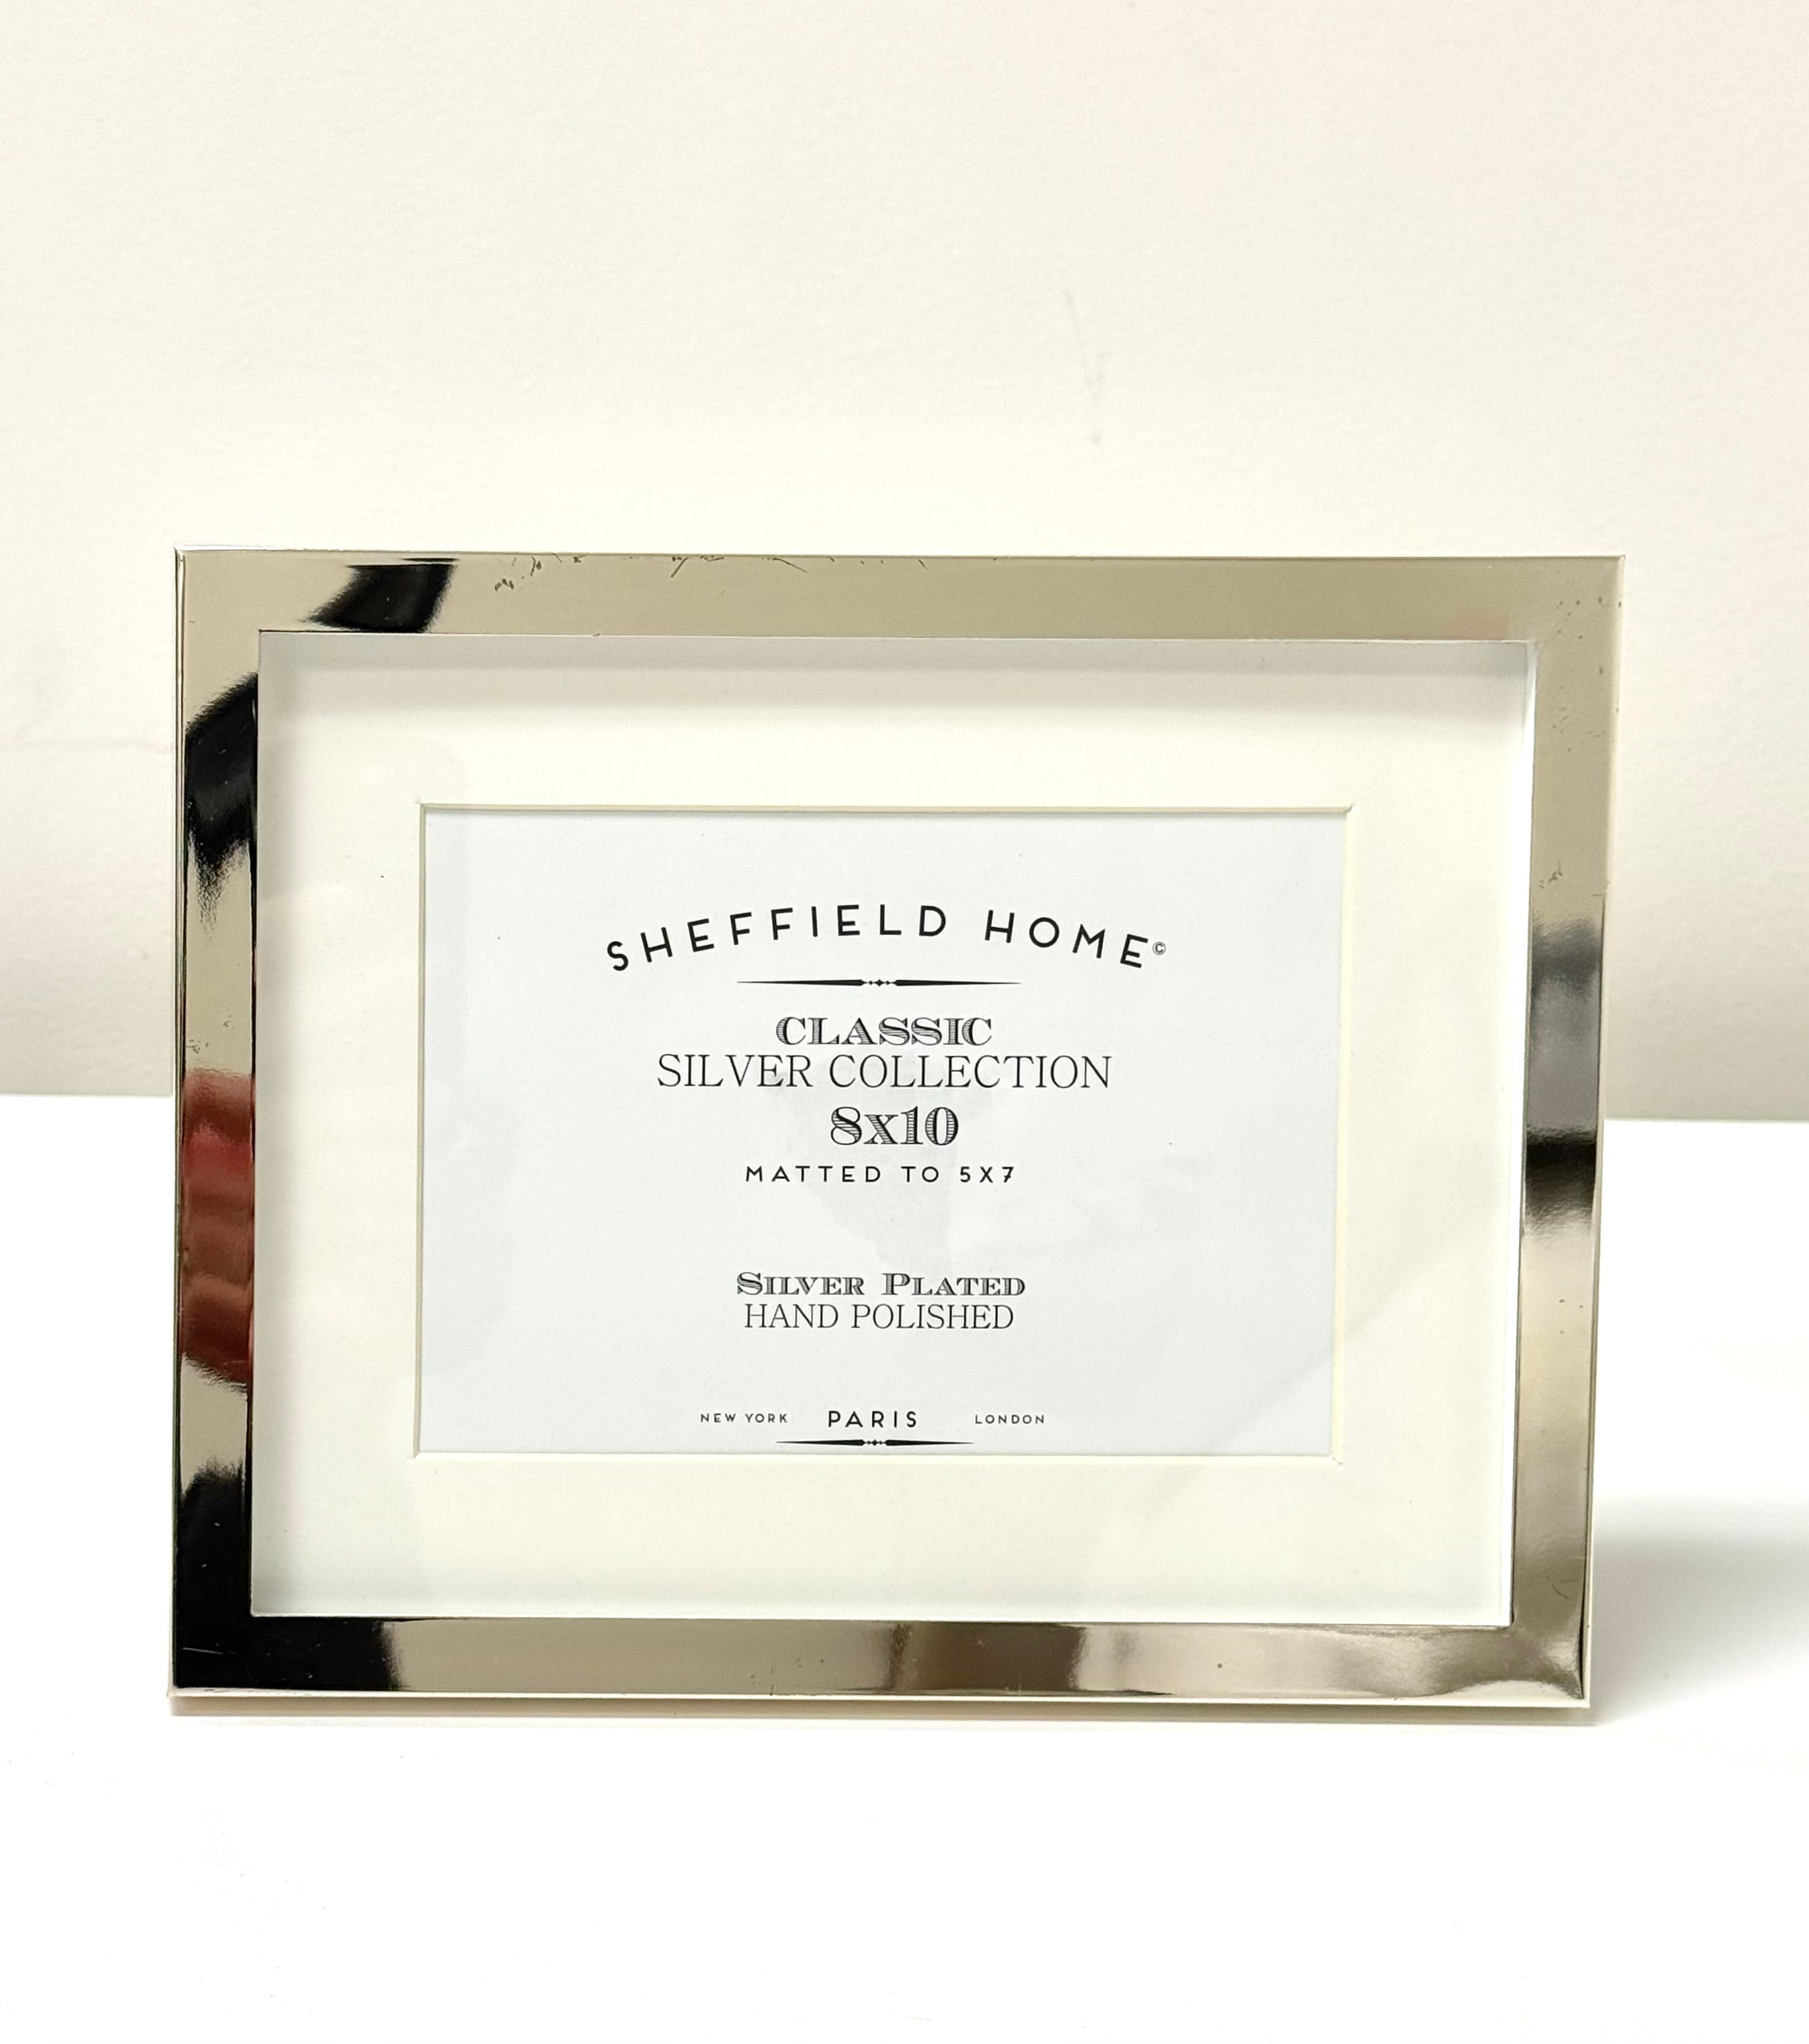 SHEFFIELD HOME©
CLASSIC
SILVER COLLECTION
8x10
MATTED TO 5X7
SILVER PLATED
HAND POLISHED
NEW YORK PARIS LONDON